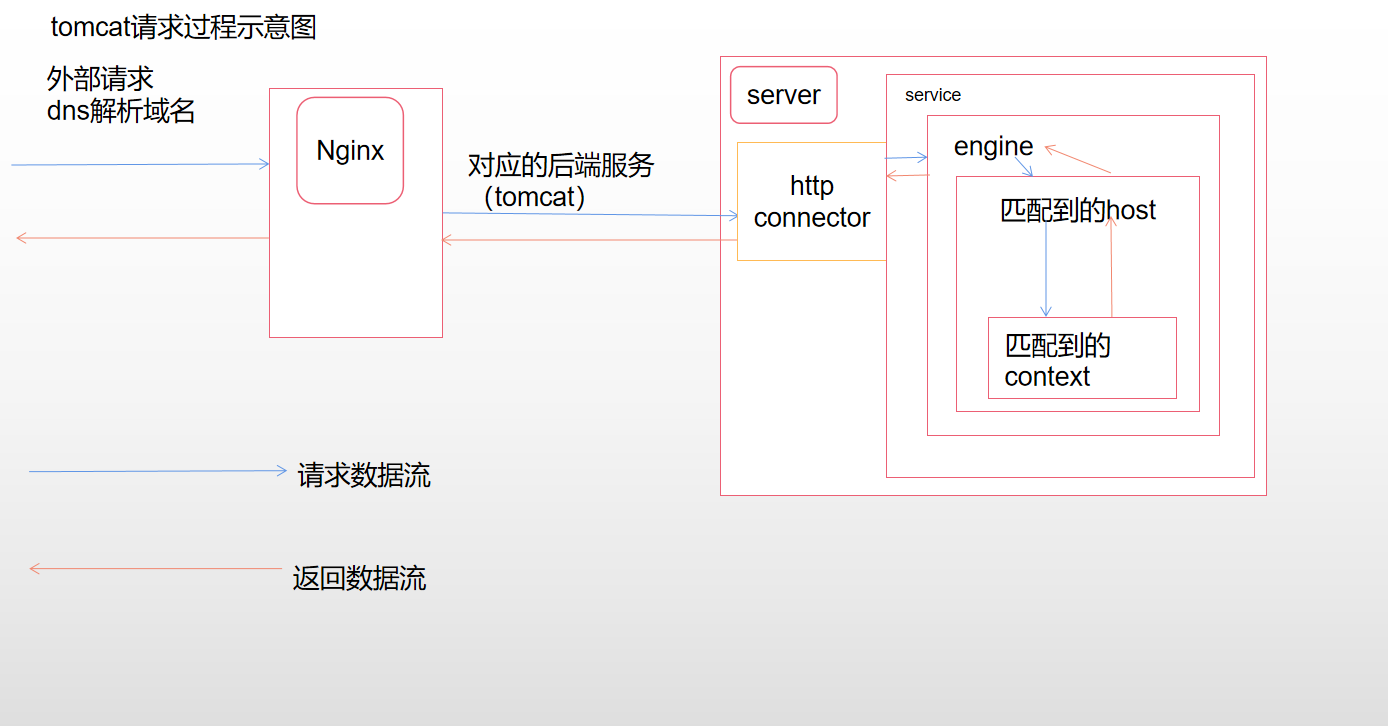 tomcat请求过程示意图
外部请求
dns解析域名
Nginx
对应的后端服务
（tomcat）
server
http
connector
service
engine
匹配到的host
匹配到的
context
请求数据流
返回数据流